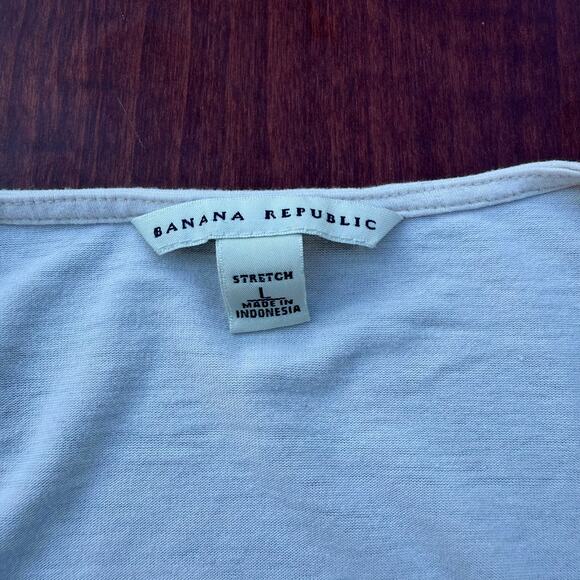 BANANA REPUBLIC
STRETCH
L
MADE IN
INDONESIA